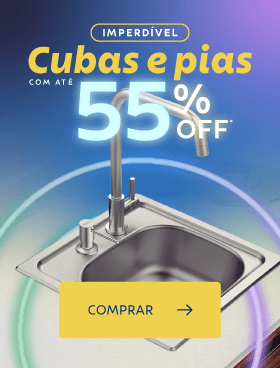 IMPERDÍVEL
Cubas e pias
COM ATÉ
55%
OFF*
COMPRAR →